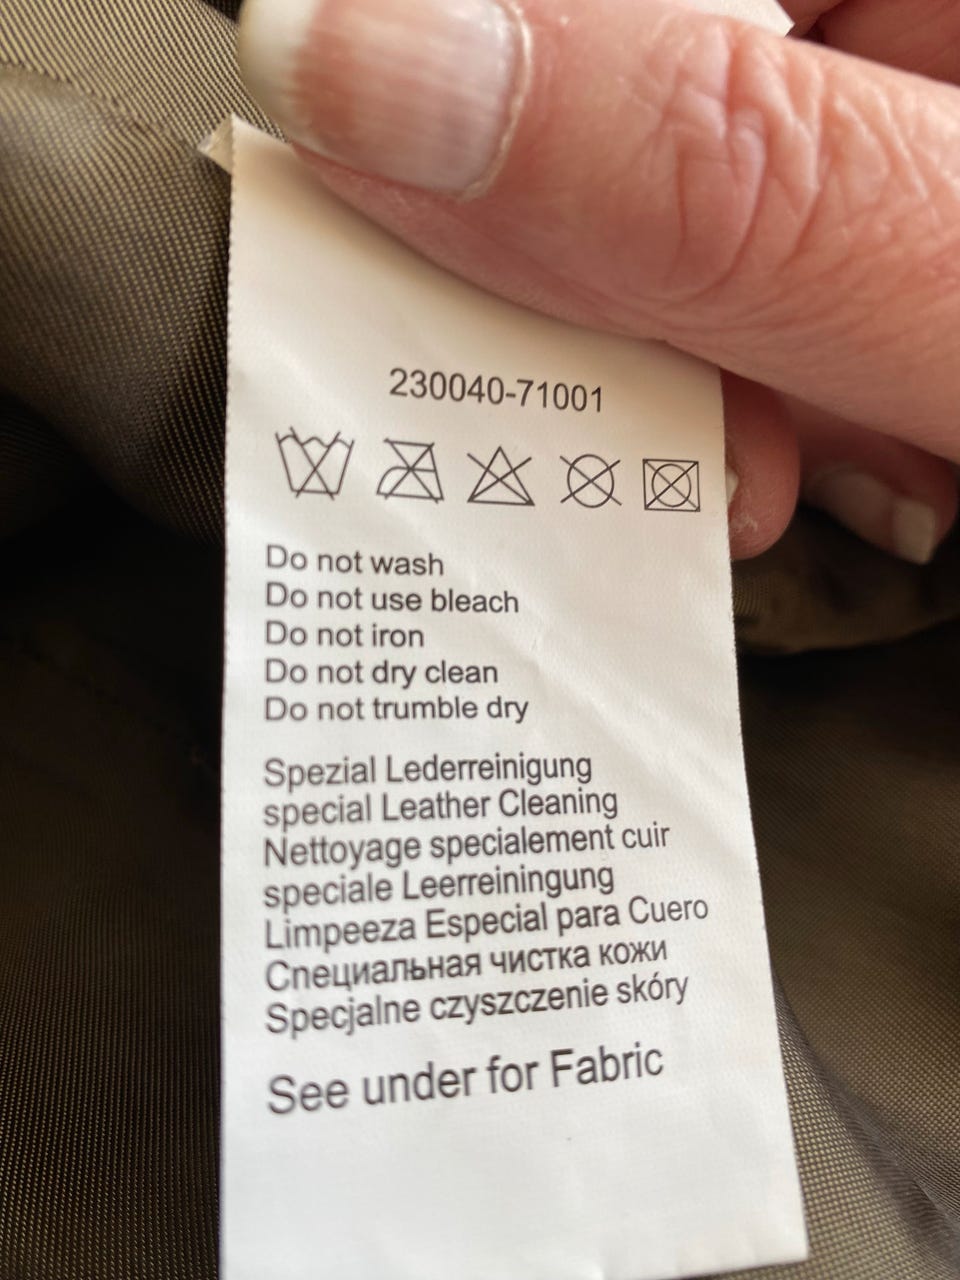 230040-71001
Do not wash
Do not use bleach
Do not iron
Do not dry clean
Do not trumble dry
Spezial Lederreinigung
special Leather Cleaning
Nettoyage specialement cuir
speciale Leerreiningung
Limpeeza Especial para Cuero
Специальная чистка кожи
Specjalne czyszczenie skóry
See under for Fabric